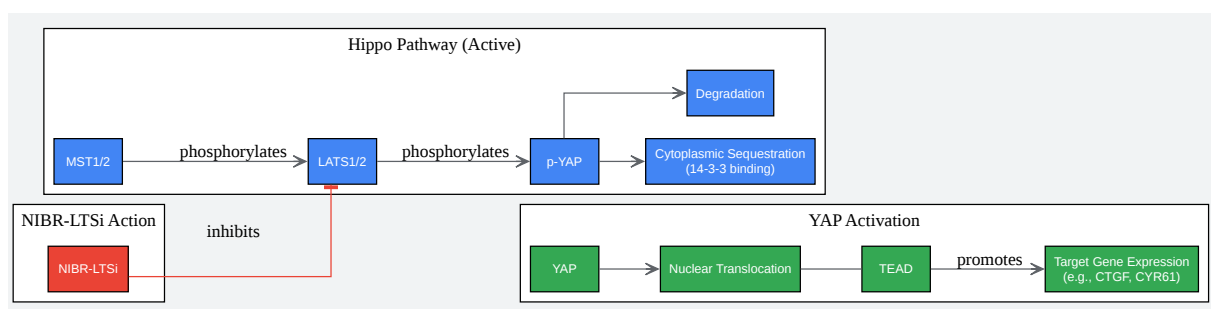 Hippo Pathway (Active)
Degradation
MST1/2
phosphorylates
LATS1/2
phosphorylates
p-YAP
Cytoplasmic Sequestration
(14-3-3 binding)
NIBR-LTSi Action
inhibits
NIBR-LTSi
YAP Activation
YAP
Nuclear Translocation
TEAD
promotes
Target Gene Expression
(e.g., CTGF, CYR61)